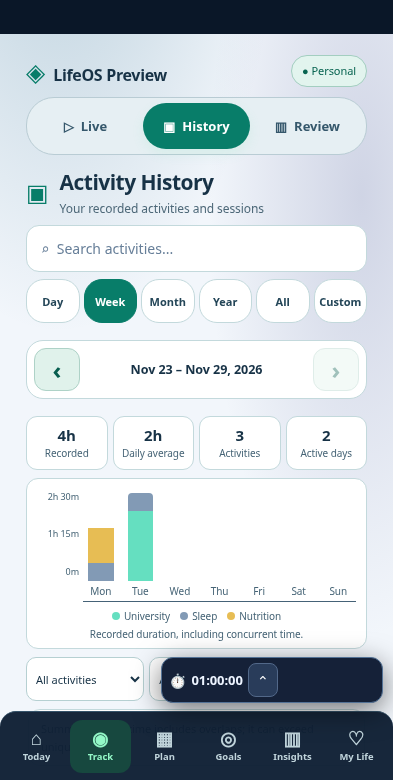 LifeOS Preview
Personal
Live
History
Review
Activity History
Your recorded activities and sessions
Search activities...
Day
Week
Month
Year
All
Custom
Nov 23 – Nov 29, 2026
4h
Recorded
2h
Daily average
3
Activities
2
Active days
2h 30m
1h 15m
0m
Mon
Tue
Wed
Thu
Fri
Sat
Sun
University
Sleep
Nutrition
Recorded duration, including concurrent time.
All activities
01:00:00
Today
Track
Plan
Goals
Insights
My Life